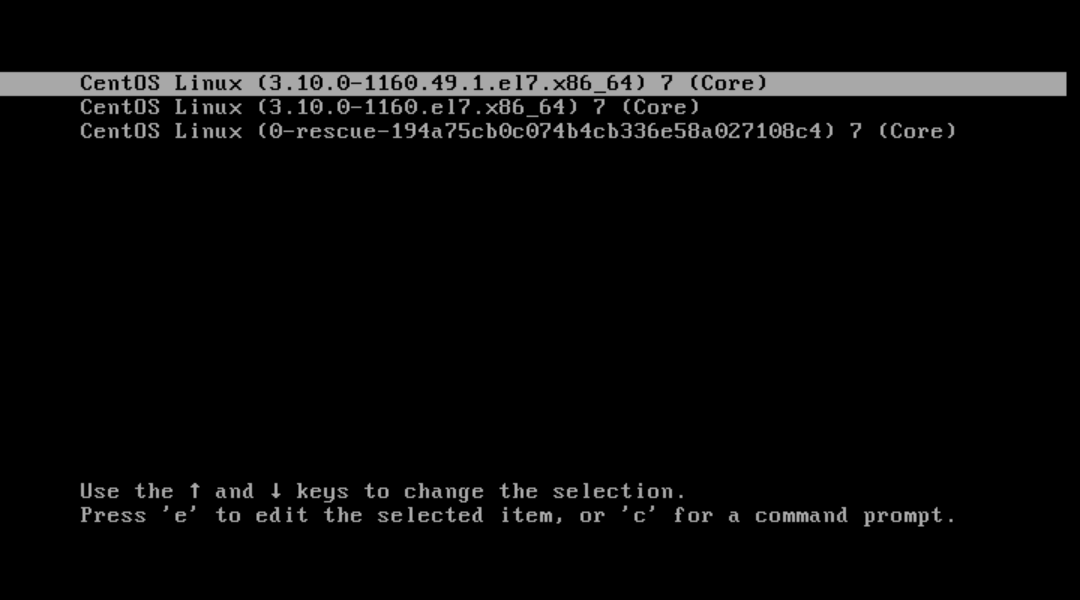 CentOS Linux (3.10.0-1160.49.1.el7.x86_64) 7 (Core)
CentOS Linux (3.10.0-1160.el7.x86_64) 7 (Core)
CentOS Linux (0-rescue-194a75cb0c074b4cb336e58a027108c4) 7 (Core)
Use the ↑ and ↓ keys to change the selection.
Press 'e' to edit the selected item, or 'c' for a command prompt.